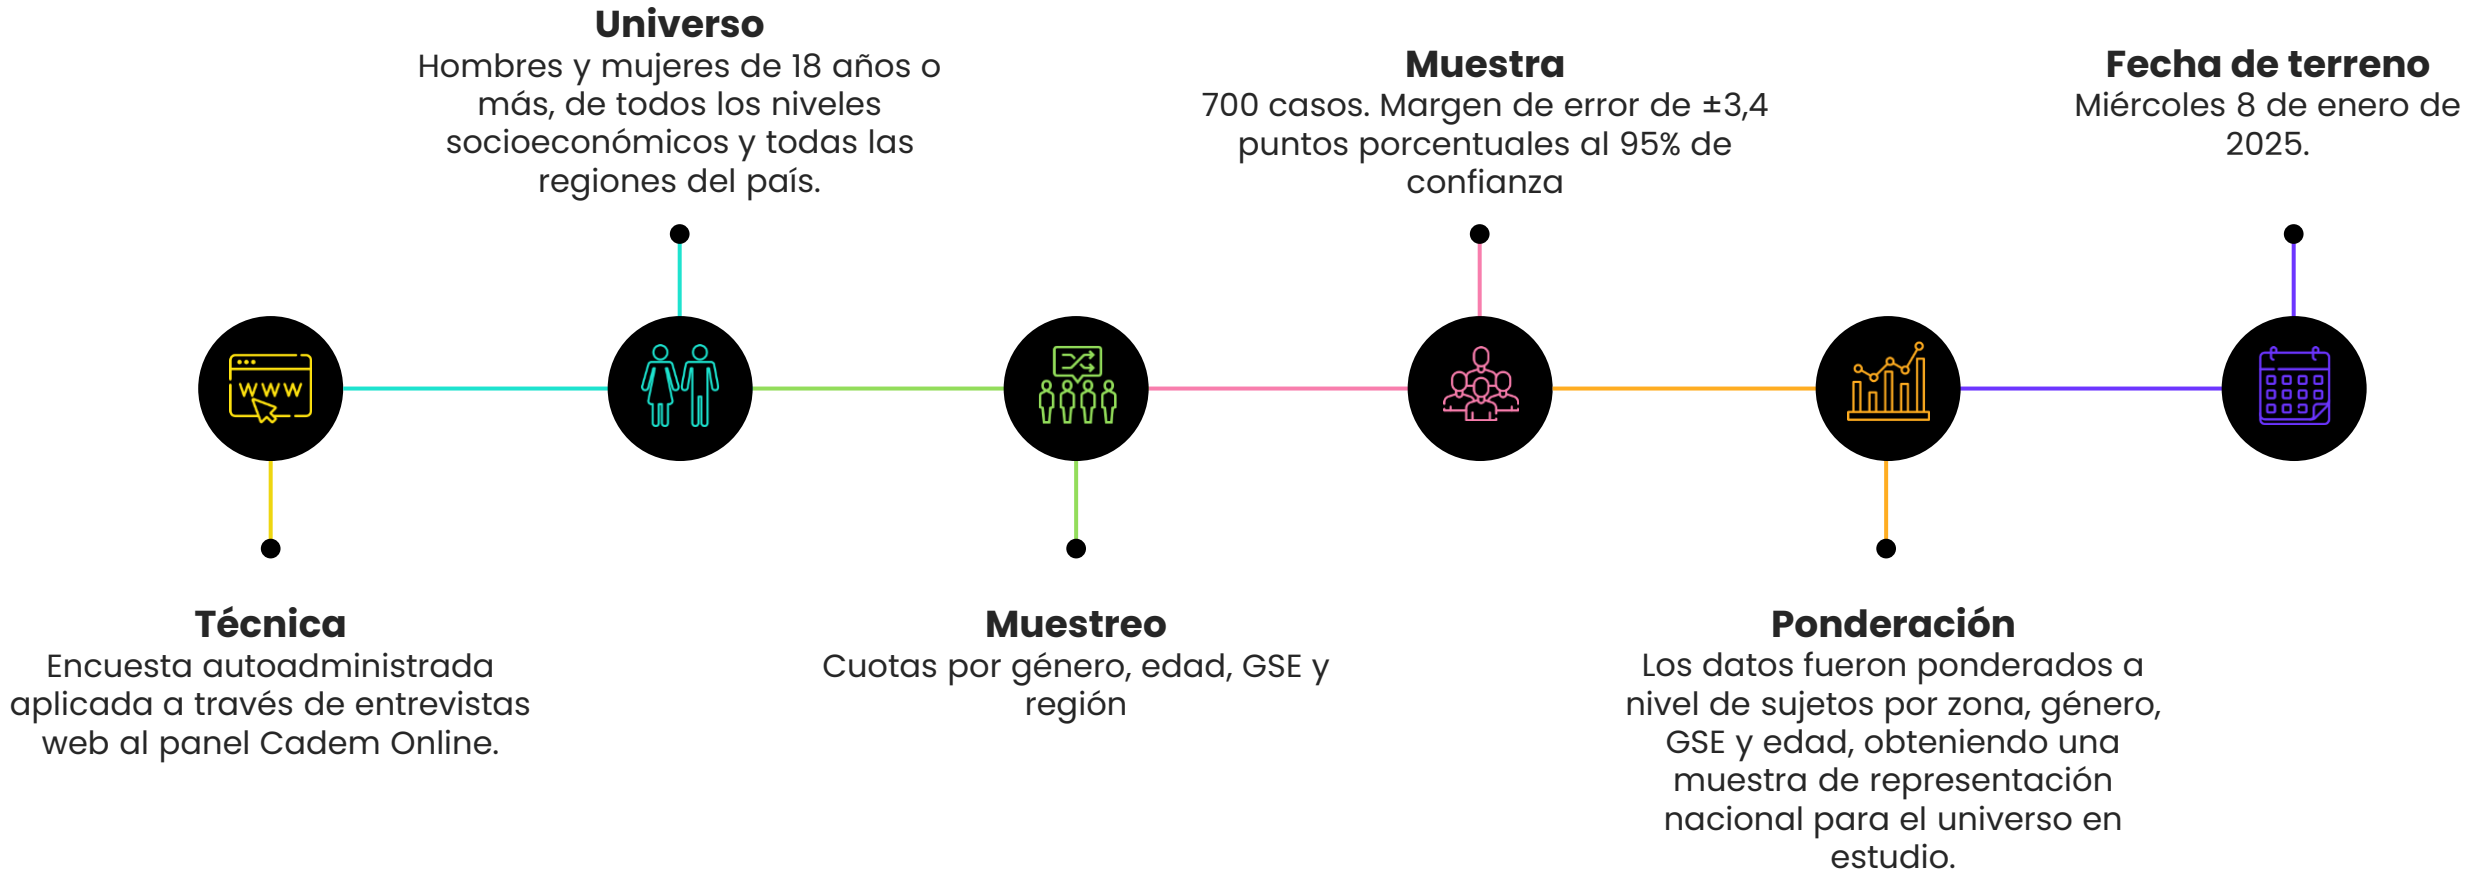 Universo
Hombres y mujeres de 18 años o
más, de todos los niveles
socioeconómicos y todas las
regiones del país.
Muestra
700 casos. Margen de error de ±3,4
puntos porcentuales al 95% de
confianza
Fecha de terreno
Miércoles 8 de enero de
2025.
WWW
Técnica
Encuesta autoadministrada
aplicada a través de entrevistas
web al panel Cadem Online.
Muestreo
Cuotas por género, edad, GSE y
región
Ponderación
Los datos fueron ponderados a
nivel de sujetos por zona, género,
GSE y edad, obteniendo una
muestra de representación
nacional para el universo en
estudio.